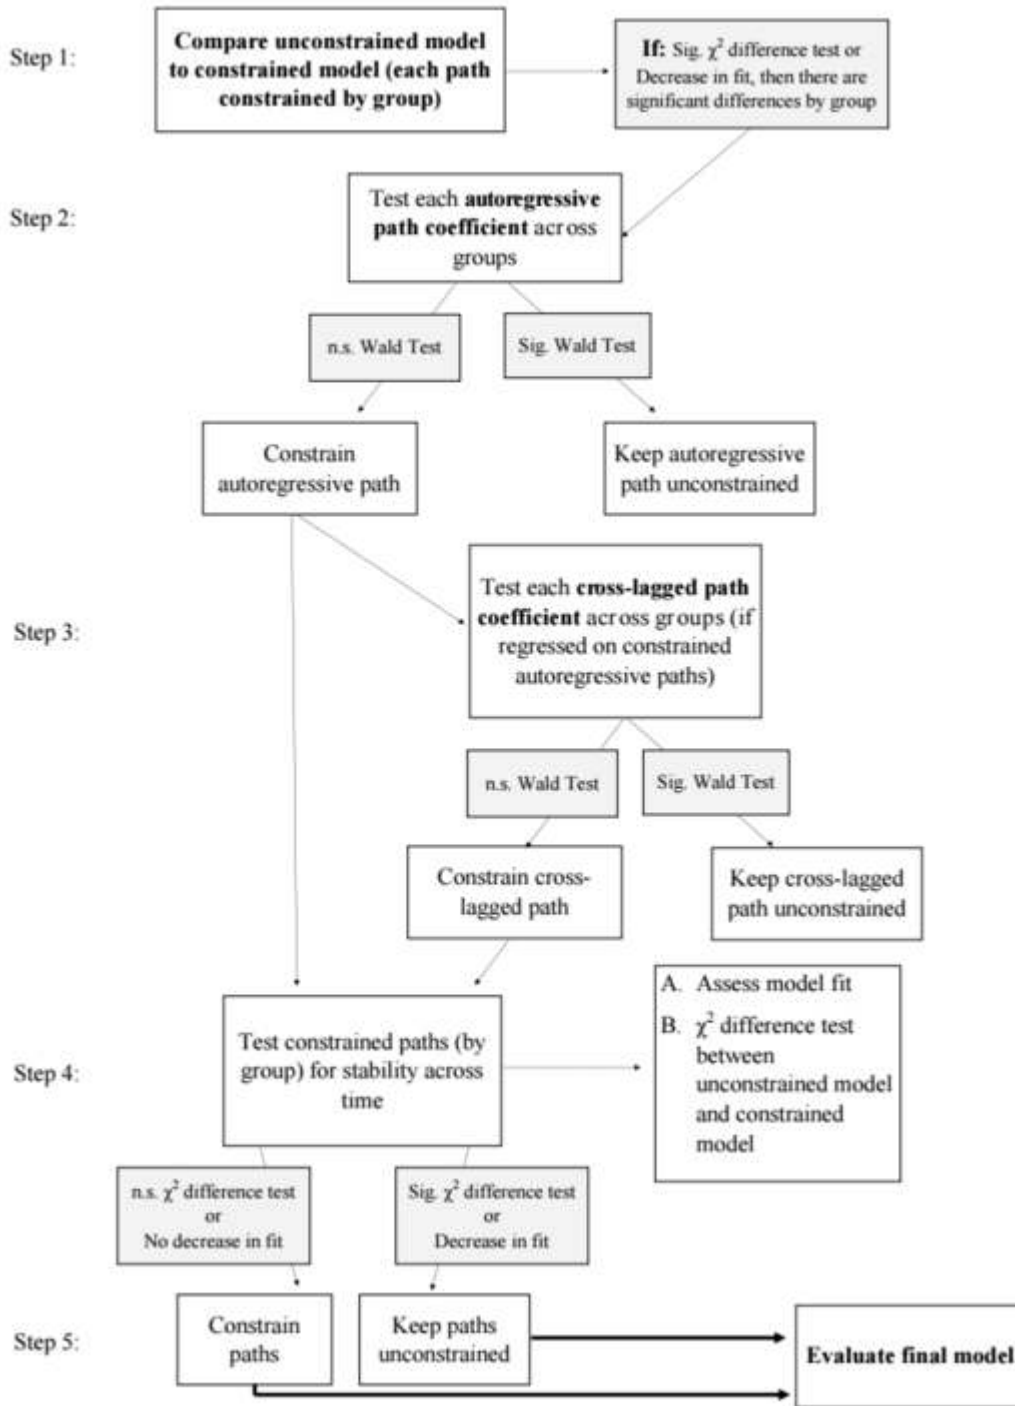 Step 1:
Compare unconstrained model
to constrained model (each path
constrained by group)
If: Sig. χ² difference test or
Decrease in fit, then there are
significant differences by group
Step 2:
Test each autoregressive
path coefficient across
groups
n.s. Wald Test
Sig. Wald Test
Constrain
autoregressive path
Keep autoregressive
path unconstrained
Step 3:
Test each cross-lagged path
coefficient across groups (if
regressed on constrained
autoregressive paths)
n.s. Wald Test
Sig. Wald Test
Constrain cross-
lagged path
Keep cross-lagged
path unconstrained
Step 4:
Test constrained paths (by
group) for stability across
time
A. Assess model fit
B. χ² difference test
between
unconstrained model
and constrained
model
n.s. χ² difference test
or
No decrease in fit
Sig. χ² difference test
or
Decrease in fit
Step 5:
Constrain
paths
Keep paths
unconstrained
Evaluate final model